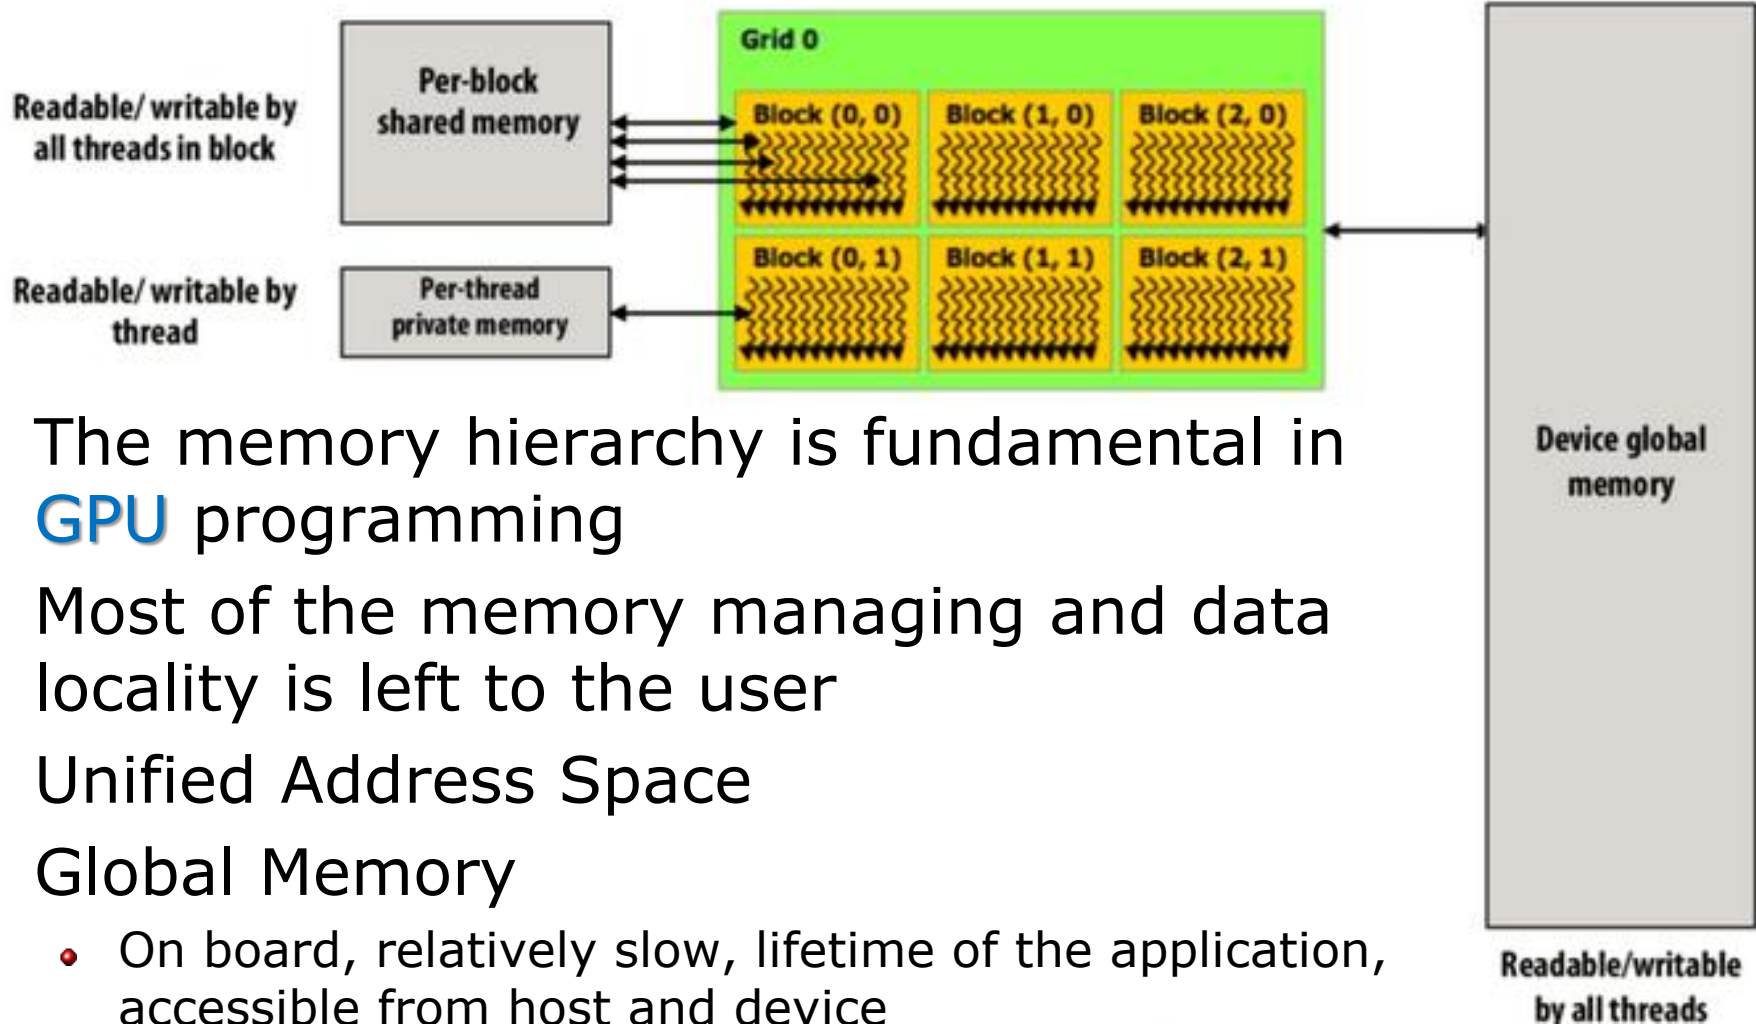 Readable/ writable by
all threads in block
Per-block
shared memory
Grid 0
Block (0, 0)
Block (1, 0)
Block (2, 0)
Readable/ writable by
thread
Per-thread
private memory
Block (0, 1)
Block (1, 1)
Block (2, 1)
Device global
memory
Readable/writable
by all threads
The memory hierarchy is fundamental in
GPU programming
Most of the memory managing and data
locality is left to the user
Unified Address Space
Global Memory
On board, relatively slow, lifetime of the application,
accessible from host and device